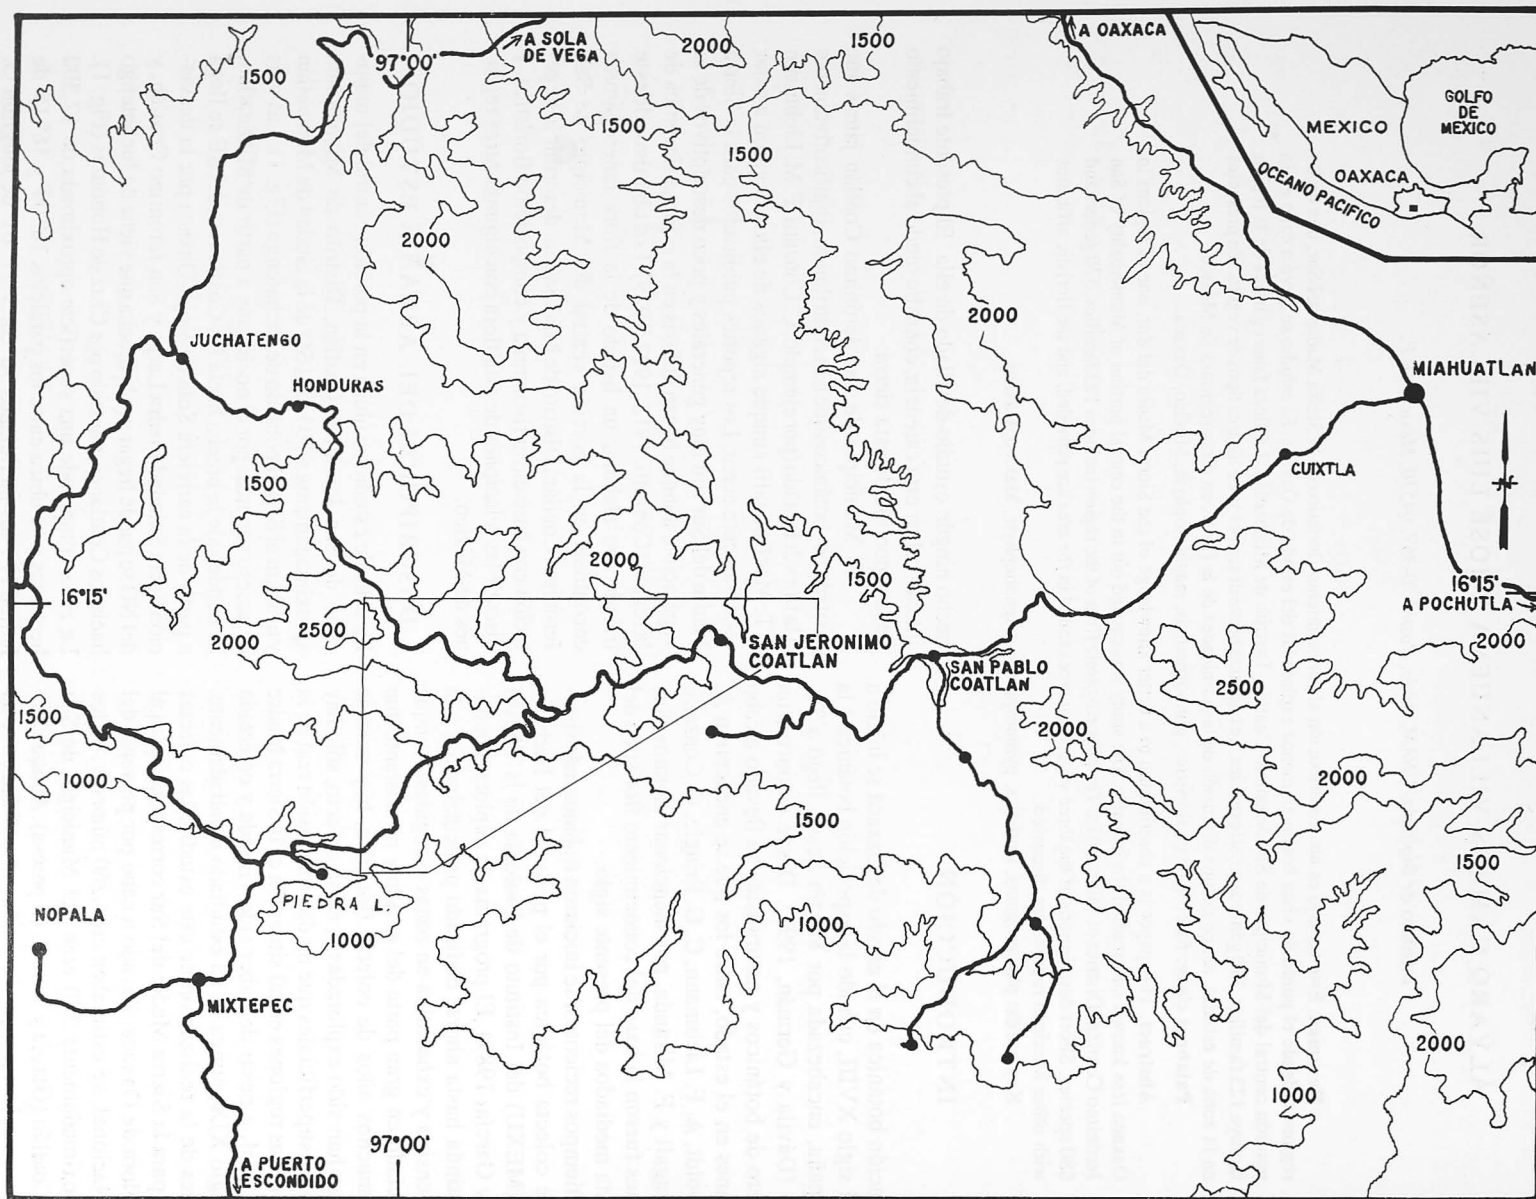 A SOLA
DE VEGA
97°00'
2000
1500
A OAXACA
1500
1500
1500
GOLFO
DE
MEXICO
MEXICO
OAXACA
OCEANO PACIFICO
2000
2000
JUCHATENGO
HONDURAS
MIAHUATLAN
CUIXTLA
N
1500
2000
1500
16°15'
16°15'
A POCHUTLA
2000
2000
2500
SAN JERONIMO
COATLAN
SAN PABLO
COATLAN
2500
1500
2000
2000
1000
1500
1500
NOPALA
PIEDRA L.
1000
1000
MIXTEPEC
2000
1000
97°00'
A PUERTO
ESCONDIDO